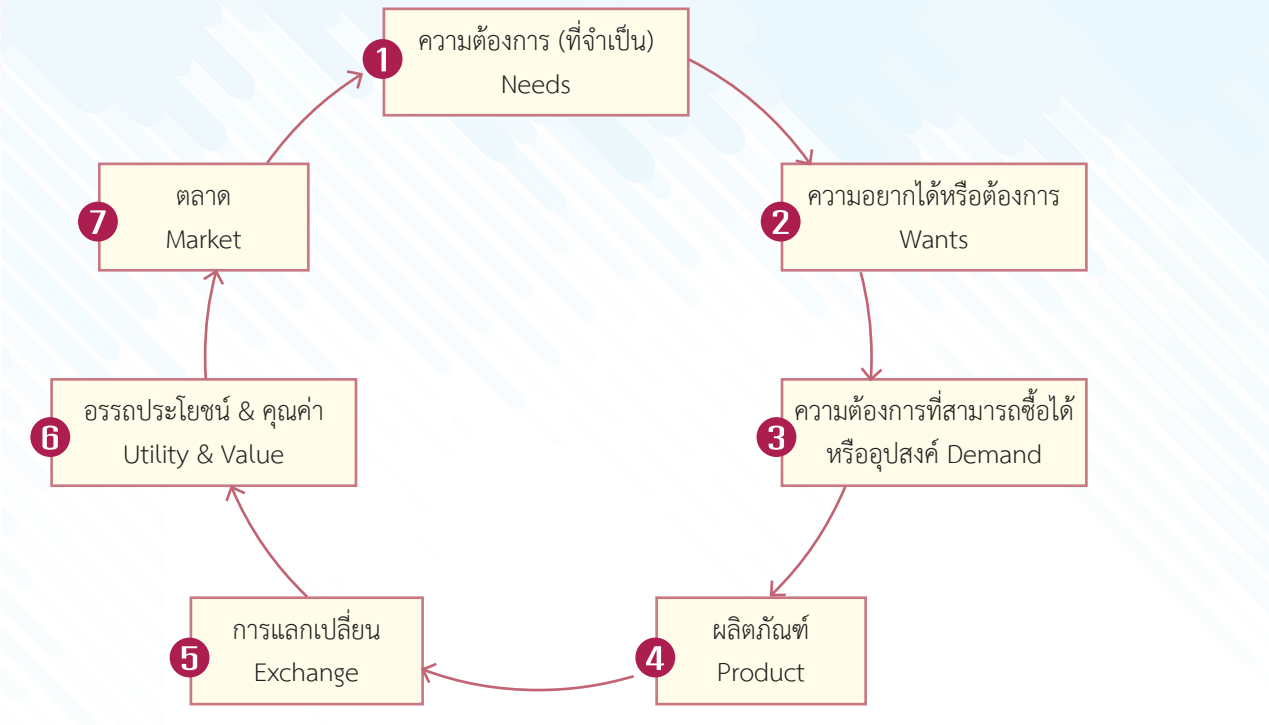 1
ความต้องการ (ที่จำเป็น)
Needs
2
ความอยากได้หรือต้องการ
Wants
3
ความต้องการที่สามารถซื้อได้
หรืออุปสงค์ Demand
4
ผลิตภัณฑ์
Product
5
การแลกเปลี่ยน
Exchange
6
อรรถประโยชน์ & คุณค่า
Utility & Value
7
ตลาด
Market